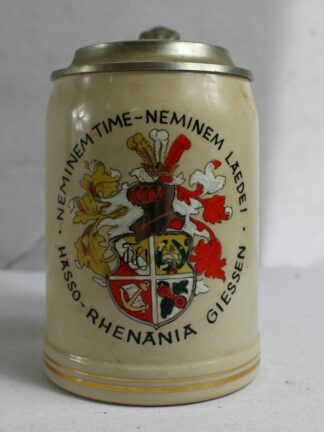 · NEMINEM TIME - NEMINEM LAEDE! ·
HASSO - RHENANIA GIESSEN